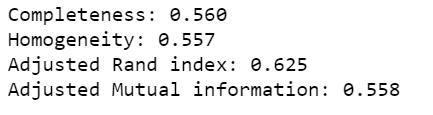 Completeness: 0.560
Homogeneity: 0.557
Adjusted Rand index: 0.625
Adjusted Mutual information: 0.558